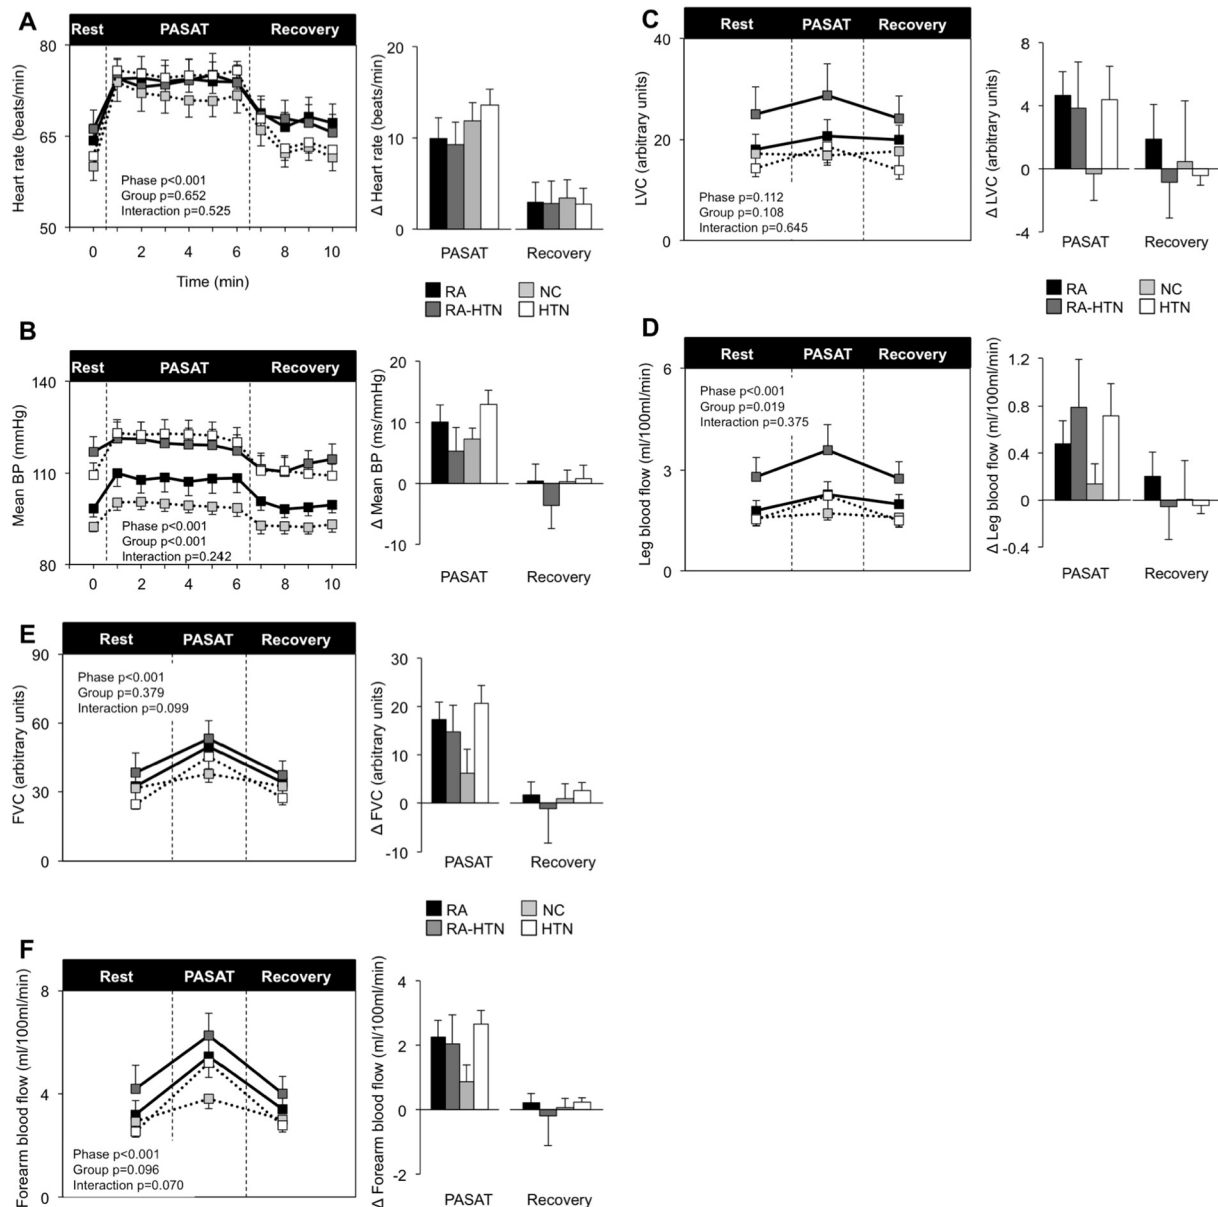 A
Rest PASAT Recovery
Heart rate (beats/min)
80
65
50
Phase p<0.001
Group p=0.652
Interaction p=0.525
0 2 4 6 8 10
Time (min)
Δ Heart rate (beats/min)
20
10
0
PASAT Recovery
RA NC
RA-HTN HTN
B
Rest PASAT Recovery
Mean BP (mmHg)
140
110
80
Phase p<0.001
Group p<0.001
Interaction p=0.242
0 2 4 6 8 10
Δ Mean BP (ms/mmHg)
20
10
0
-10
PASAT Recovery
C
Rest PASAT Recovery
LVC (arbitrary units)
40
20
0
Phase p=0.112
Group p=0.108
Interaction p=0.645
Δ LVC (arbitrary units)
8
4
0
-4
PASAT Recovery
RA NC
RA-HTN HTN
D
Rest PASAT Recovery
Leg blood flow (ml/100ml/min)
6
3
0
Phase p<0.001
Group p=0.019
Interaction p=0.375
Δ Leg blood flow (ml/100ml/min)
1.2
0.8
0.4
0
-0.4
PASAT Recovery
E
Rest PASAT Recovery
FVC (arbitrary units)
90
60
30
0
Phase p<0.001
Group p=0.379
Interaction p=0.099
Δ FVC (arbitrary units)
30
20
10
0
-10
PASAT Recovery
RA NC
RA-HTN HTN
F
Rest PASAT Recovery
Forearm blood flow (ml/100ml/min)
8
4
0
Phase p<0.001
Group p=0.096
Interaction p=0.070
Δ Forearm blood flow (ml/100ml/min)
4
2
0
-2
PASAT Recovery